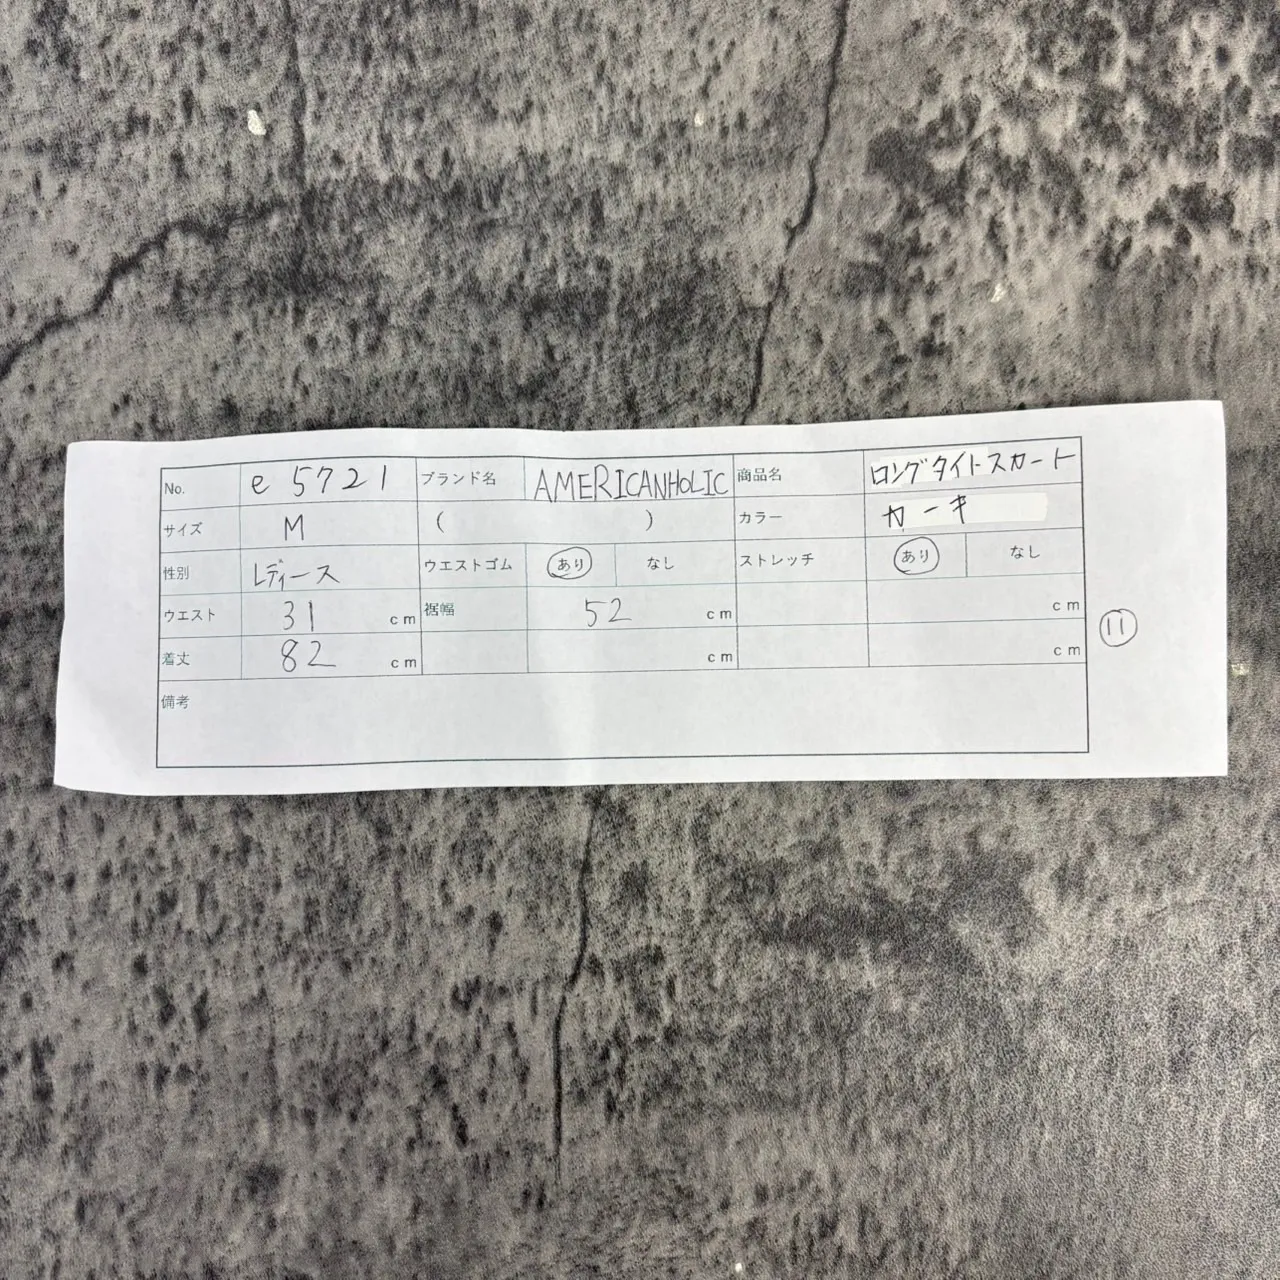 No. e 5721 ブランド名 AMERICANHOLIC 商品名 ロングタイトスカート
サイズ M ( ) カラー カーキ
性別 レディース ウエストゴム あり なし ストレッチ あり なし
ウエスト 31 cm 裾幅 52 cm cm
着丈 82 cm cm cm
備考
11